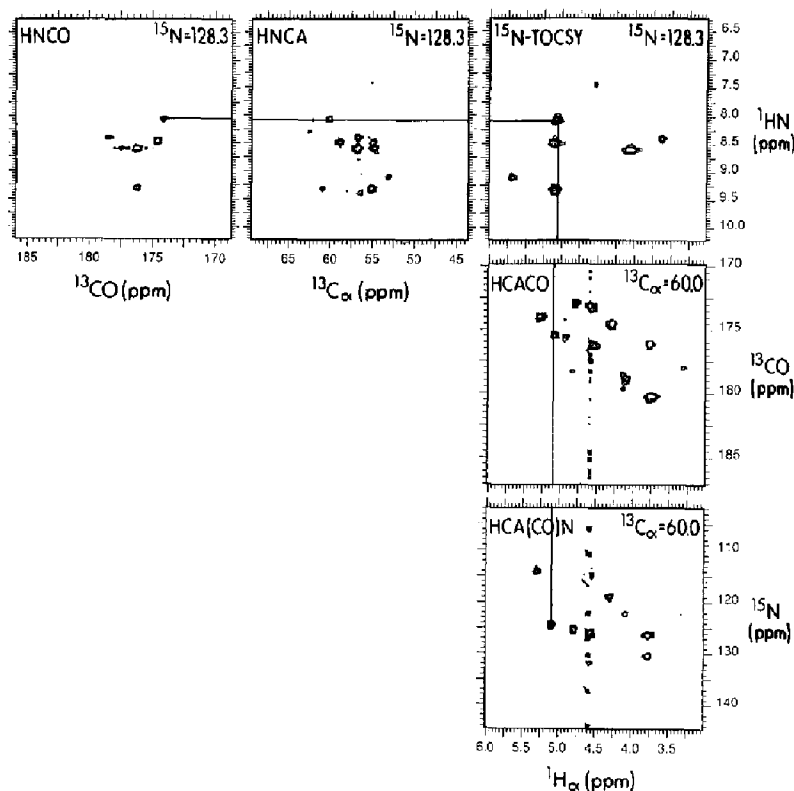 HNCO ¹⁵N=128.3
HNCA ¹⁵N=128.3
¹⁵N-TOCSY ¹⁵N=128.3
6.5
7.0
7.5
8.0
8.5
9.0
9.5
10.0
¹HN
(ppm)
185 180 175 170
¹³CO (ppm)
65 60 55 50 45
¹³Cα (ppm)
HCACO ¹³Cα=60.0
170
175
180
185
¹³CO
(ppm)
HCA(CO)N ¹³Cα=60.0
110
120
130
140
¹⁵N
(ppm)
6.0 5.5 5.0 4.5 4.0 3.5
¹Hα (ppm)